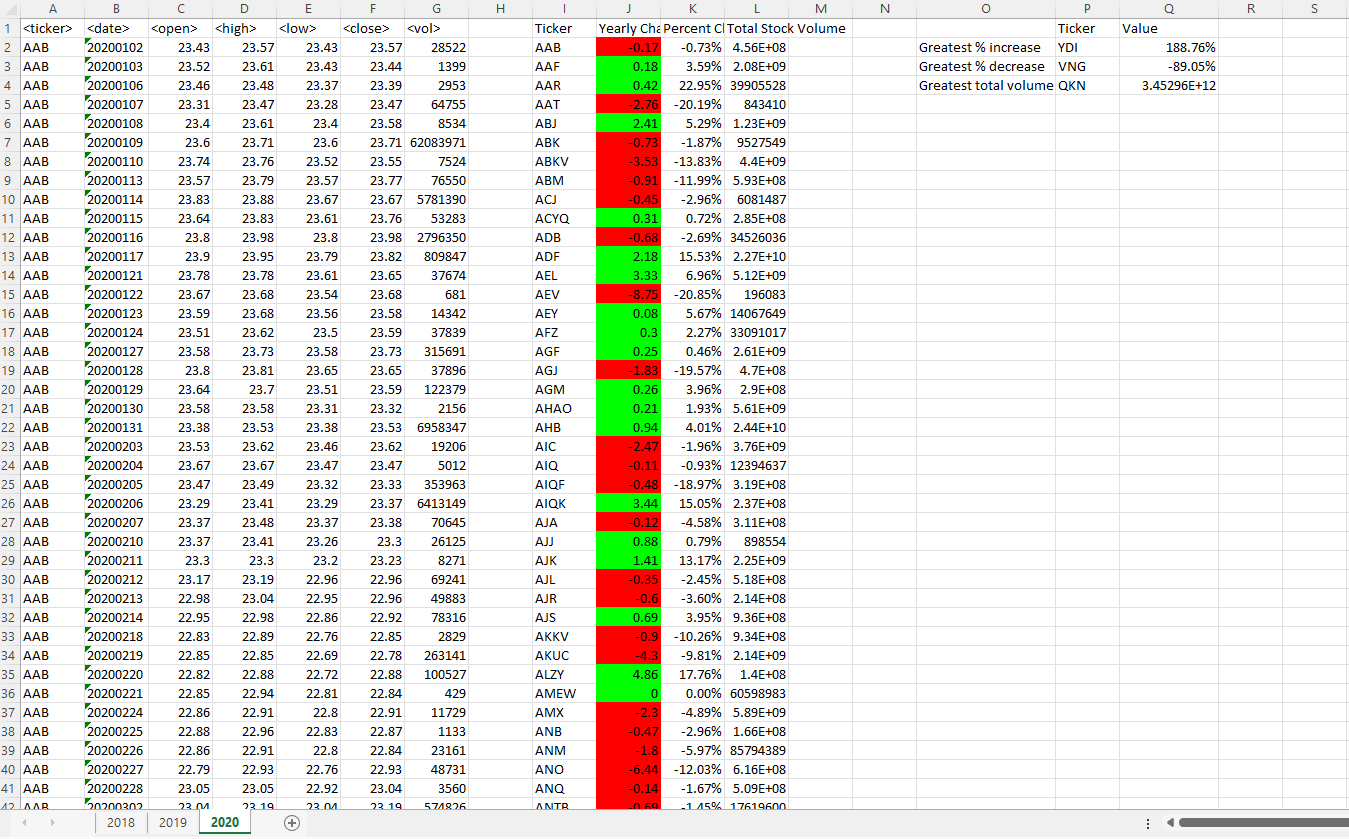 A B C D E F G H I J K L M N O P Q R S
1 <ticker> <date> <open> <high> <low> <close> <vol> Ticker Yearly Cha Percent Cl Total Stock Volume Ticker Value
2 AAB 20200102 23.43 23.57 23.43 23.57 28522 AAB -0.17 -0.73% 4.56E+08 Greatest % increase YDI 188.76%
3 AAB 20200103 23.52 23.61 23.43 23.44 1399 AAF 0.18 3.59% 2.08E+09 Greatest % decrease VNG -89.05%
4 AAB 20200106 23.46 23.48 23.37 23.39 2953 AAR 0.42 22.95% 39905528 Greatest total volume QKN 3.45296E+12
5 AAB 20200107 23.31 23.47 23.28 23.47 64755 AAT -2.76 -20.19% 843410
6 AAB 20200108 23.4 23.61 23.4 23.58 8534 ABJ 2.41 5.29% 1.23E+09
7 AAB 20200109 23.6 23.71 23.6 23.71 62083971 ABK -0.73 -1.87% 9527549
8 AAB 20200110 23.74 23.76 23.52 23.55 7524 ABKV -3.53 -13.83% 4.4E+09
9 AAB 20200113 23.57 23.79 23.57 23.77 76550 ABM -0.91 -11.99% 5.93E+08
10 AAB 20200114 23.83 23.88 23.67 23.67 5781390 ACJ -0.45 -2.96% 6081487
11 AAB 20200115 23.64 23.83 23.61 23.76 53283 ACYQ 0.31 0.72% 2.85E+08
12 AAB 20200116 23.8 23.98 23.8 23.98 2796350 ADB -0.68 -2.69% 34526036
13 AAB 20200117 23.9 23.95 23.79 23.82 809847 ADF 2.18 15.53% 2.27E+10
14 AAB 20200121 23.78 23.78 23.61 23.65 37674 AEL 3.33 6.96% 5.12E+09
15 AAB 20200122 23.67 23.68 23.54 23.68 681 AEV -8.75 -20.85% 196083
16 AAB 20200123 23.59 23.68 23.56 23.58 14342 AEY 0.08 5.67% 14067649
17 AAB 20200124 23.51 23.62 23.5 23.59 37839 AFZ 0.3 2.27% 33091017
18 AAB 20200127 23.58 23.73 23.58 23.73 315691 AGF 0.25 0.46% 2.61E+09
19 AAB 20200128 23.8 23.81 23.65 23.65 37896 AGJ -1.83 -19.57% 4.7E+08
20 AAB 20200129 23.64 23.7 23.51 23.59 122379 AGM 0.26 3.96% 2.9E+08
21 AAB 20200130 23.58 23.58 23.31 23.32 2156 AHAO 0.21 1.93% 5.61E+09
22 AAB 20200131 23.38 23.53 23.38 23.53 6958347 AHB 0.94 4.01% 2.44E+10
23 AAB 20200203 23.53 23.62 23.46 23.62 19206 AIC -2.47 -1.96% 3.76E+09
24 AAB 20200204 23.67 23.67 23.47 23.47 5012 AIQ -0.11 -0.93% 12394637
25 AAB 20200205 23.47 23.49 23.32 23.33 353963 AIQF -0.48 -18.97% 3.19E+08
26 AAB 20200206 23.29 23.41 23.29 23.37 6413149 AIQK 3.44 15.05% 2.37E+08
27 AAB 20200207 23.37 23.48 23.37 23.38 70645 AJA -0.12 -4.58% 3.11E+08
28 AAB 20200210 23.37 23.41 23.26 23.3 26125 AJJ 0.88 0.79% 898554
29 AAB 20200211 23.3 23.3 23.2 23.23 8271 AJK 1.41 13.17% 2.25E+09
30 AAB 20200212 23.17 23.19 22.96 22.96 69241 AJL -0.35 -2.45% 5.18E+08
31 AAB 20200213 22.98 23.04 22.95 22.96 49883 AJR -0.6 -3.60% 2.14E+08
32 AAB 20200214 22.95 22.98 22.86 22.92 78316 AJS 0.69 3.95% 9.36E+08
33 AAB 20200218 22.83 22.89 22.76 22.85 2829 AKKV -0.9 -10.26% 9.34E+08
34 AAB 20200219 22.85 22.85 22.69 22.78 263141 AKUC -4.3 -9.81% 2.14E+09
35 AAB 20200220 22.82 22.88 22.72 22.88 100527 ALZY 4.86 17.76% 1.4E+08
36 AAB 20200221 22.85 22.94 22.81 22.84 429 AMEW 0 0.00% 60598983
37 AAB 20200224 22.86 22.91 22.8 22.91 11729 AMX -2.3 -4.89% 5.89E+09
38 AAB 20200225 22.88 22.96 22.83 22.87 1133 ANB -0.47 -2.96% 1.66E+08
39 AAB 20200226 22.86 22.91 22.8 22.84 23161 ANM -1.8 -5.97% 85794389
40 AAB 20200227 22.79 22.93 22.76 22.93 48731 ANO -6.44 -12.03% 6.16E+08
41 AAB 20200228 23.05 23.05 22.92 23.04 3560 ANQ -0.14 -1.67% 5.09E+08
42 AAB 20200302 23.04 23.19 23.04 23.19 574826 ANTB -0.69 -1.45% 17619600
2018 2019 2020